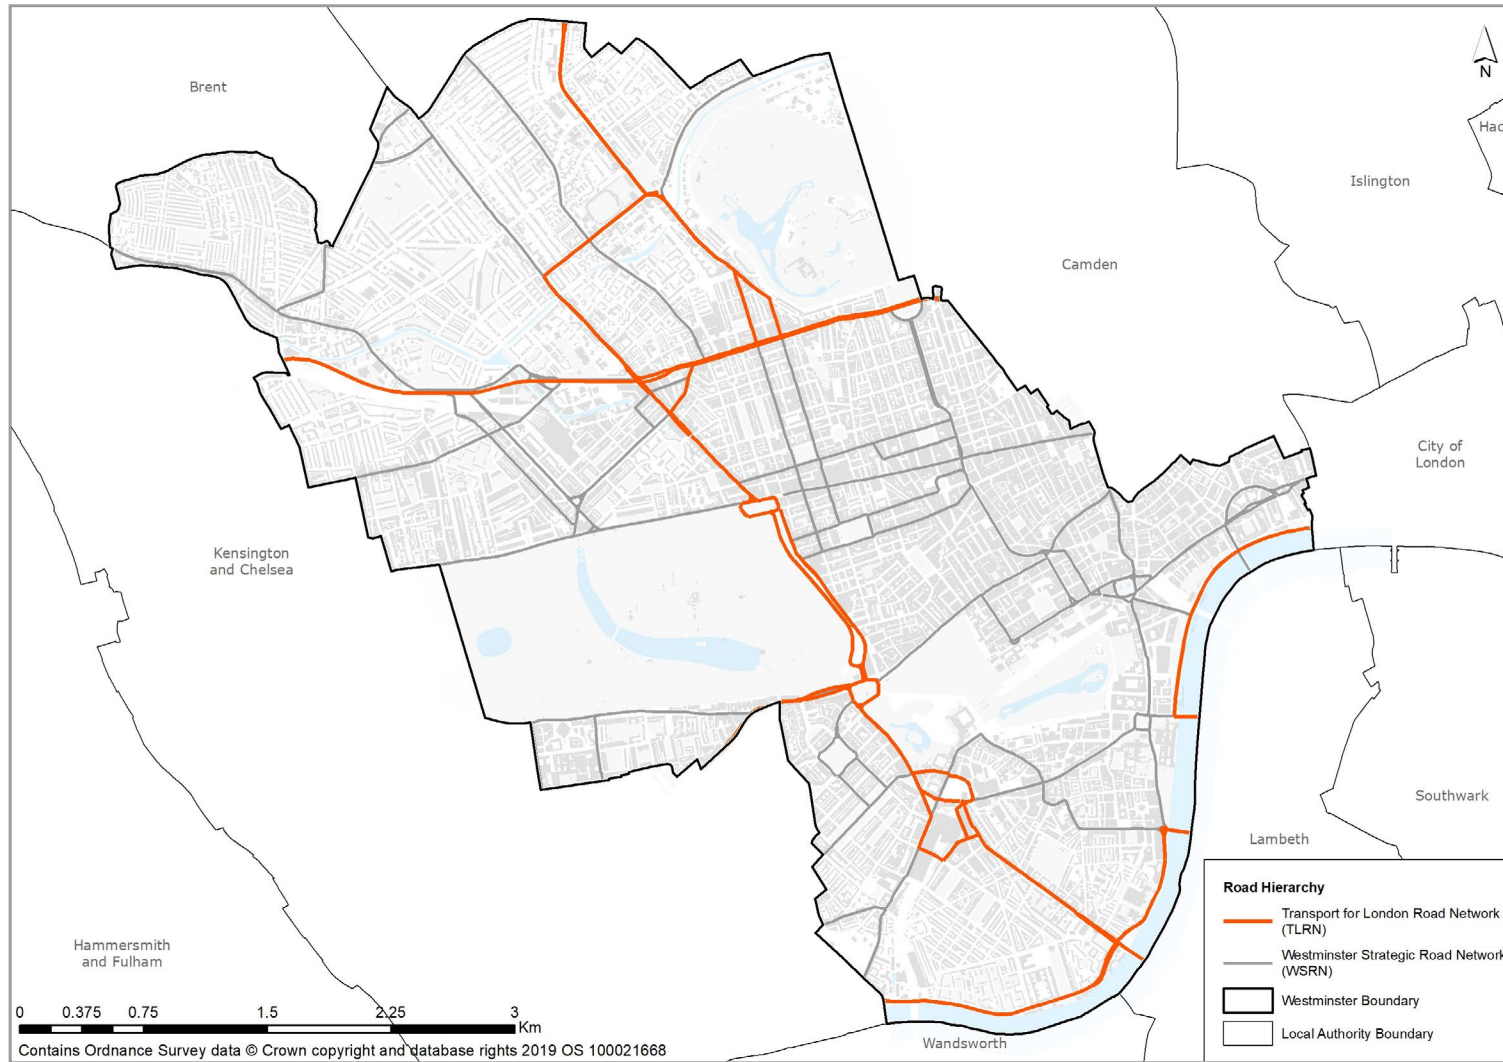 Brent
N
Hac
Islington
Camden
City of
London
Kensington
and Chelsea
Southwark
Lambeth
Hammersmith
and Fulham
Wandsworth
Road Hierarchy
Transport for London Road Network
(TLRN)
Westminster Strategic Road Network
(WSRN)
Westminster Boundary
Local Authority Boundary
0 0.375 0.75 1.5 2.25 3
Km
Contains Ordnance Survey data © Crown copyright and database rights 2019 OS 100021668